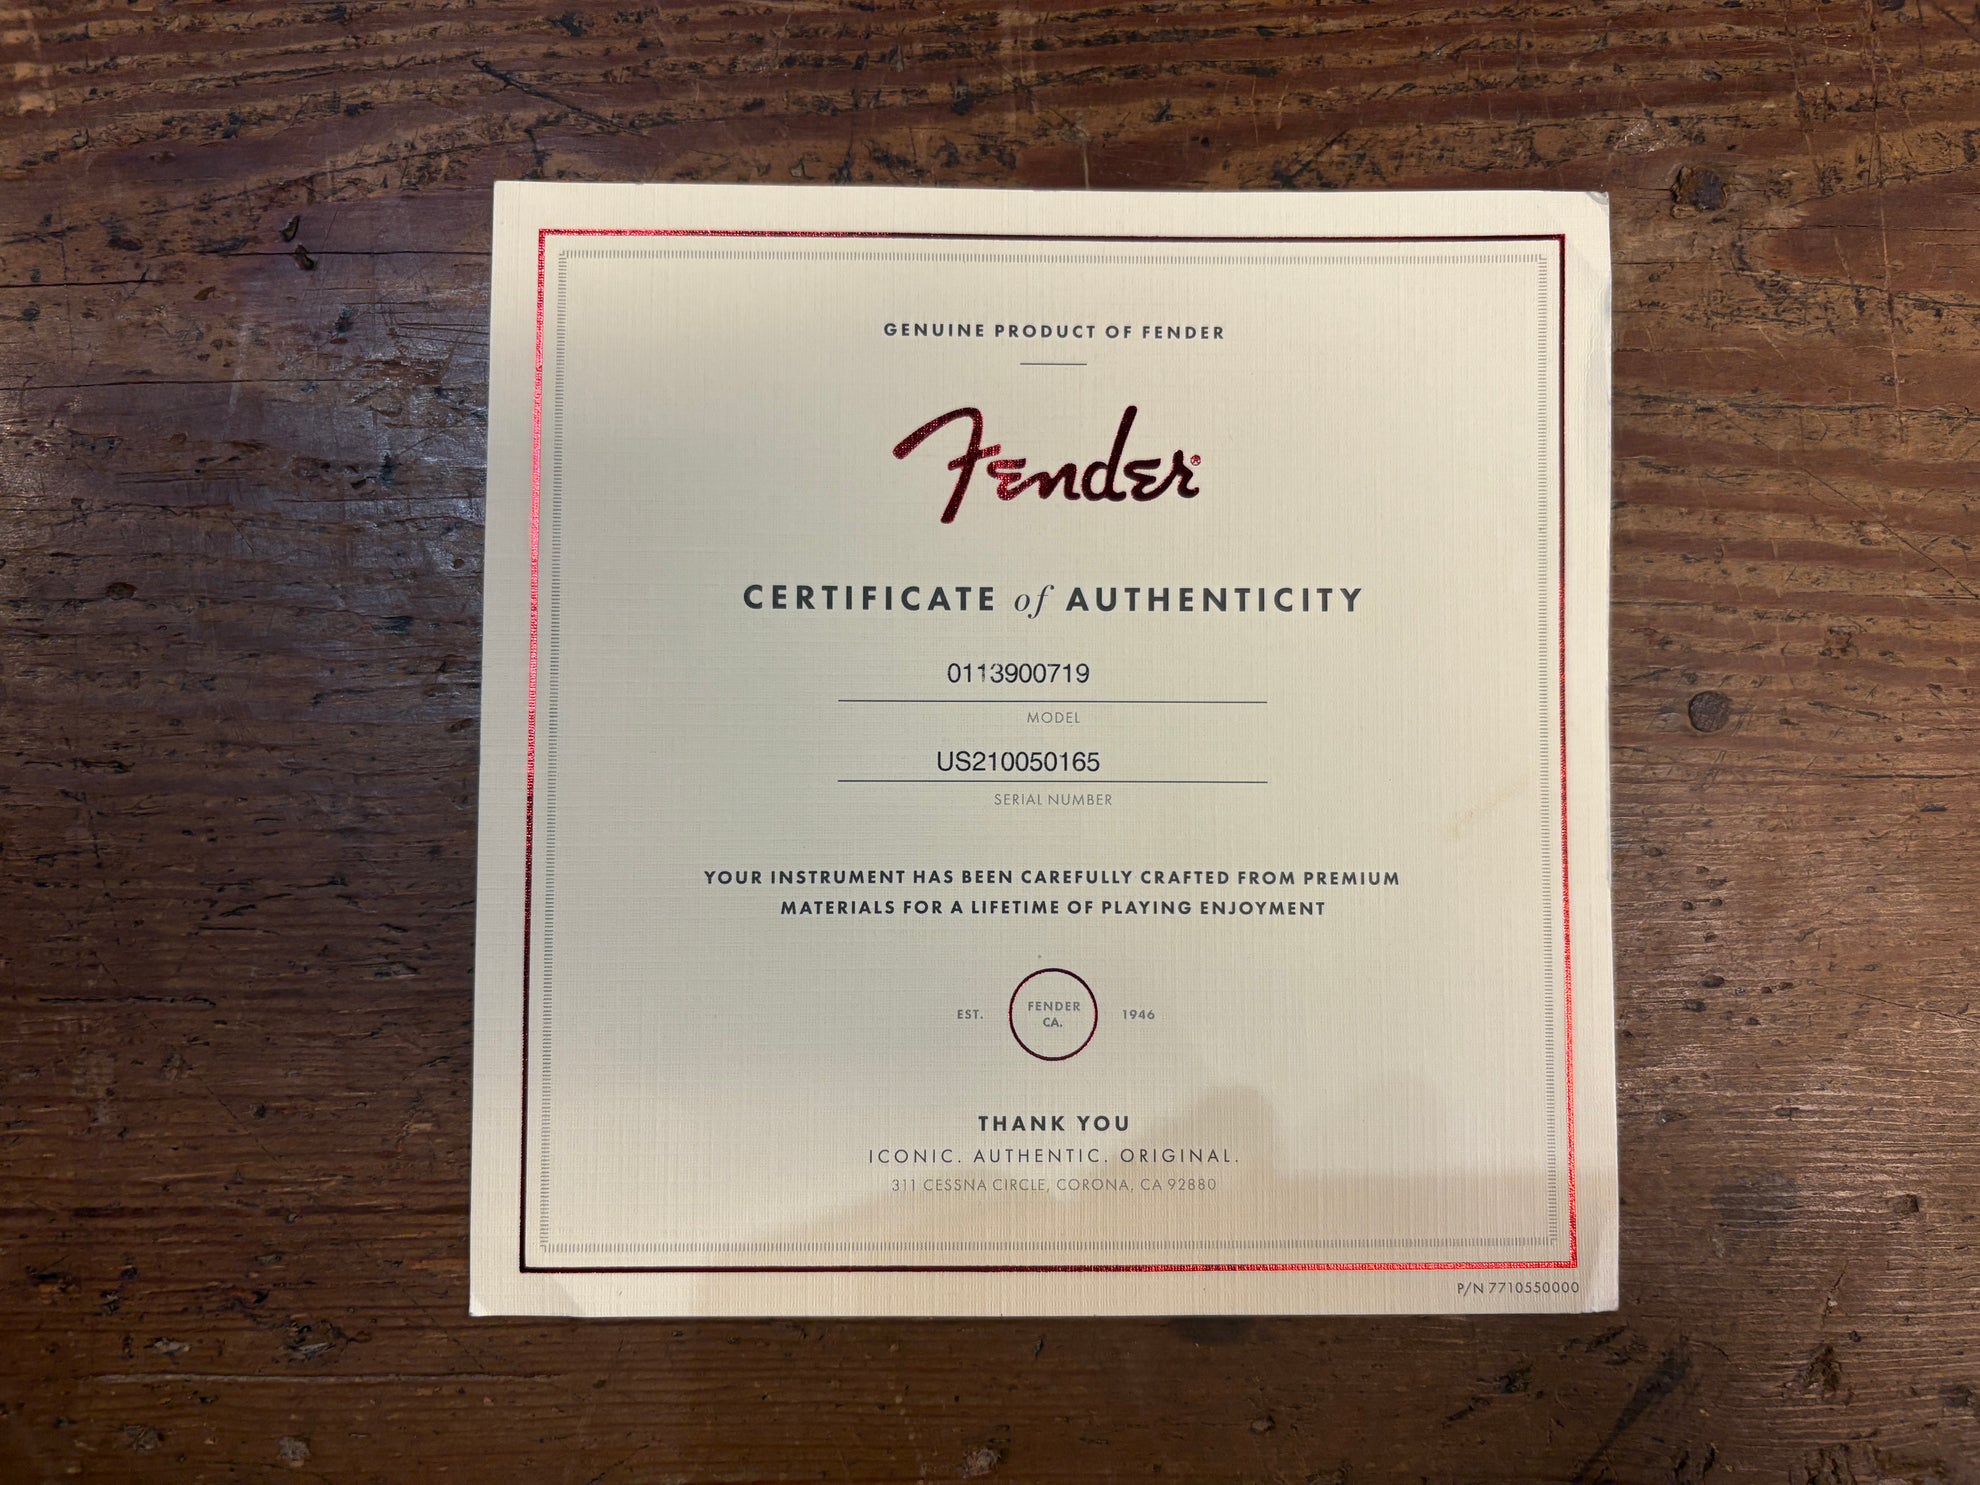 GENUINE PRODUCT OF FENDER
Fender®
CERTIFICATE of AUTHENTICITY
0113900719
MODEL
US210050165
SERIAL NUMBER
YOUR INSTRUMENT HAS BEEN CAREFULLY CRAFTED FROM PREMIUM
MATERIALS FOR A LIFETIME OF PLAYING ENJOYMENT
EST. FENDER 1946
CA.
THANK YOU
ICONIC. AUTHENTIC. ORIGINAL.
311 CESSNA CIRCLE, CORONA, CA 92880
P/N 7710550000